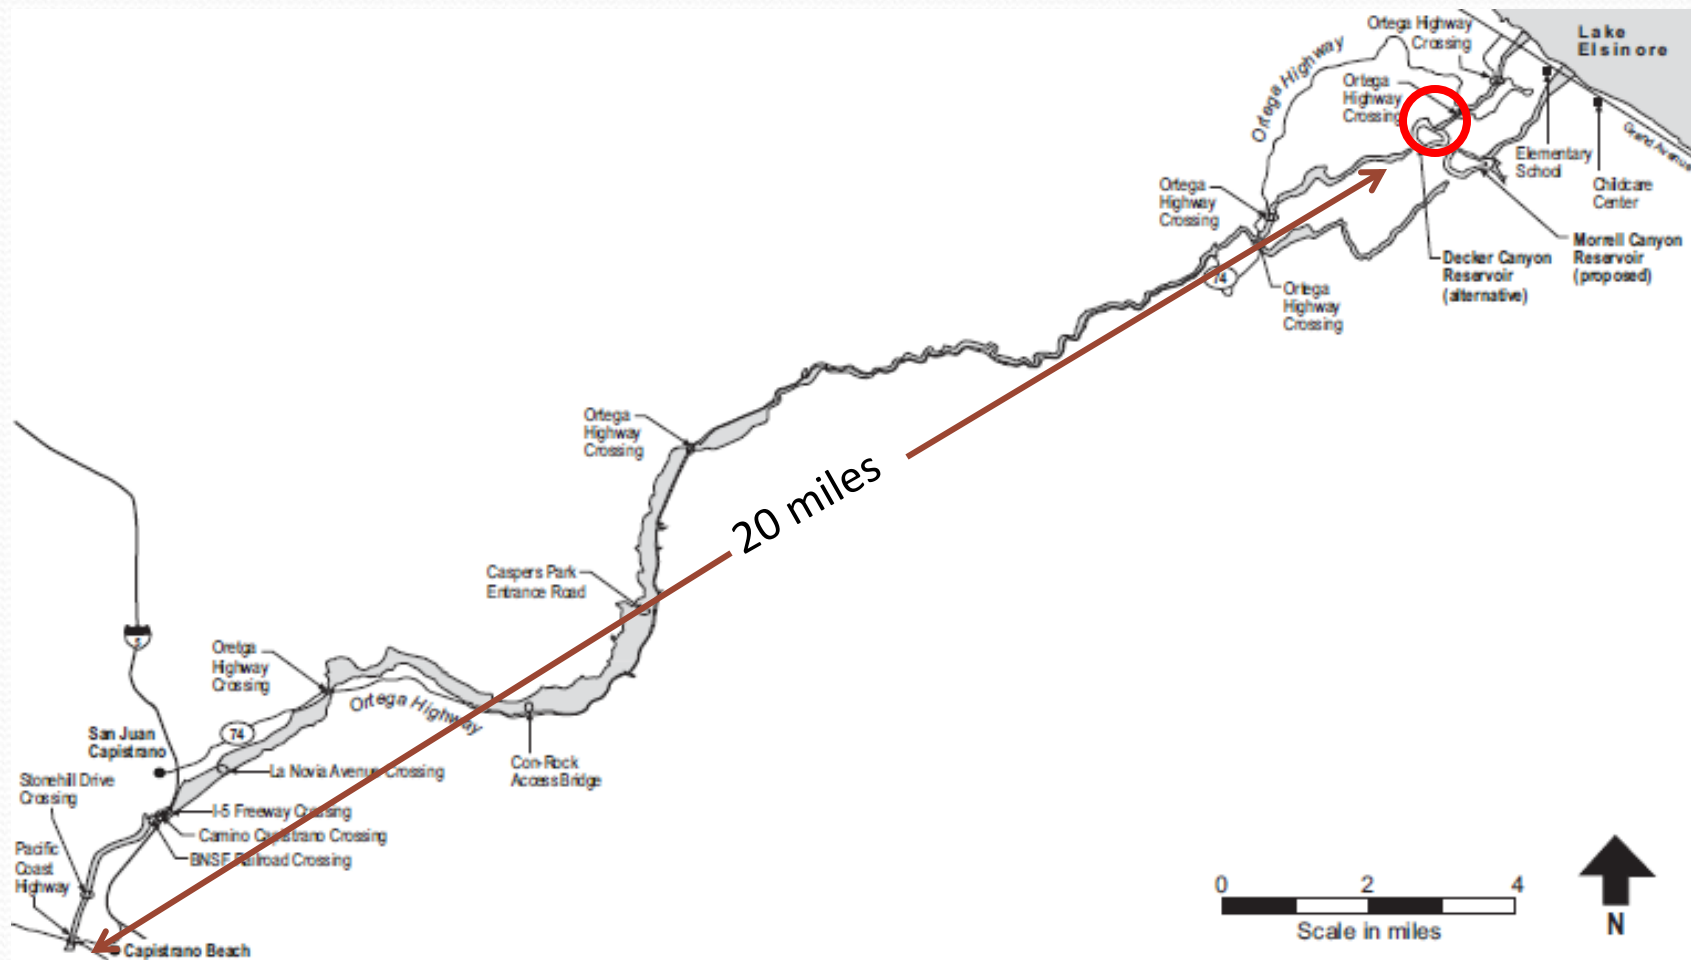 Ortega Highway
Crossing
Lake
Elsinore
Ortega Highway
Ortega
Highway
Crossing
Grand Avenue
Elementary
School
Childcare
Center
Ortega
Highway
Crossing
Morrell Canyon
Reservoir
(proposed)
Decker Canyon
Reservoir
(alternative)
74
Ortega
Highway
Crossing
Ortega
Highway
Crossing
20 miles
Caspers Park
Entrance Road
5
Oretga
Highway
Crossing
Ortega Highway
74
San Juan
Capistrano
Con-Rock
Access Bridge
La Novia Avenue Crossing
Stonehill Drive
Crossing
I-5 Freeway Crossing
Camino Capistrano Crossing
BNSF Railroad Crossing
Pacific
Coast
Highway
Capistrano Beach
0 2 4
Scale in miles
N